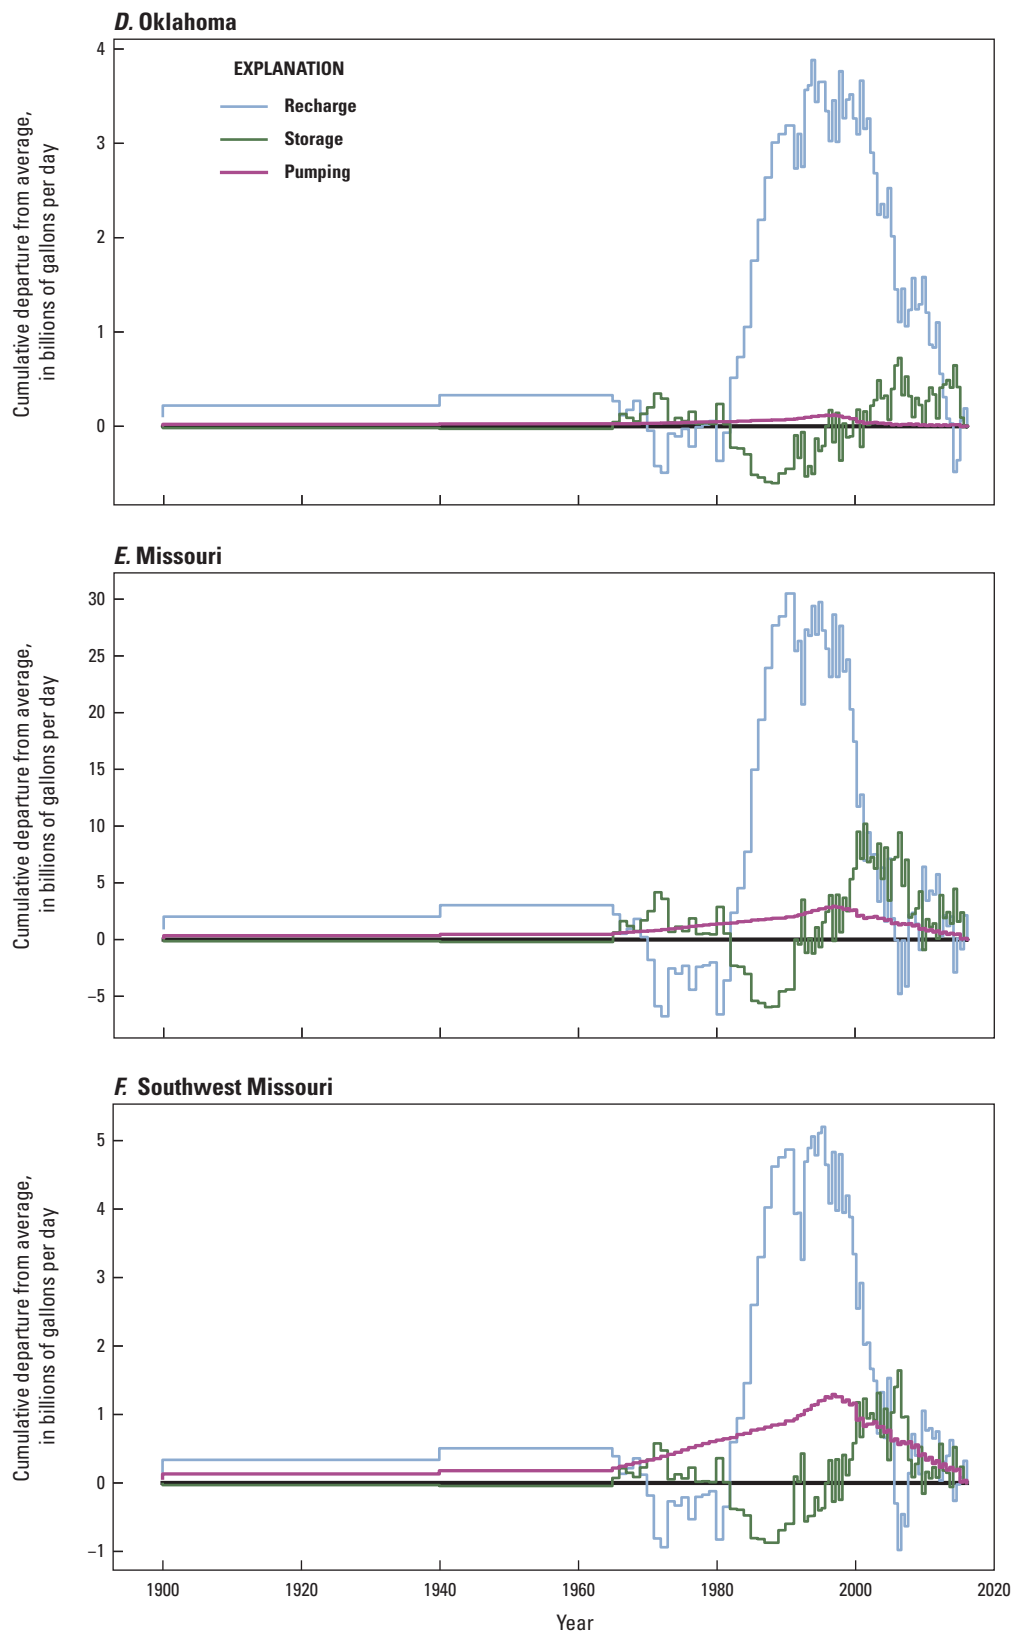 D. Oklahoma
Cumulative departure from average,
in billions of gallons per day
4
3
2
1
0
EXPLANATION
Recharge
Storage
Pumping
E. Missouri
Cumulative departure from average,
in billions of gallons per day
30
25
20
15
10
5
0
–5
F. Southwest Missouri
Cumulative departure from average,
in billions of gallons per day
5
4
3
2
1
0
–1
1900 1920 1940 1960 1980 2000 2020
Year